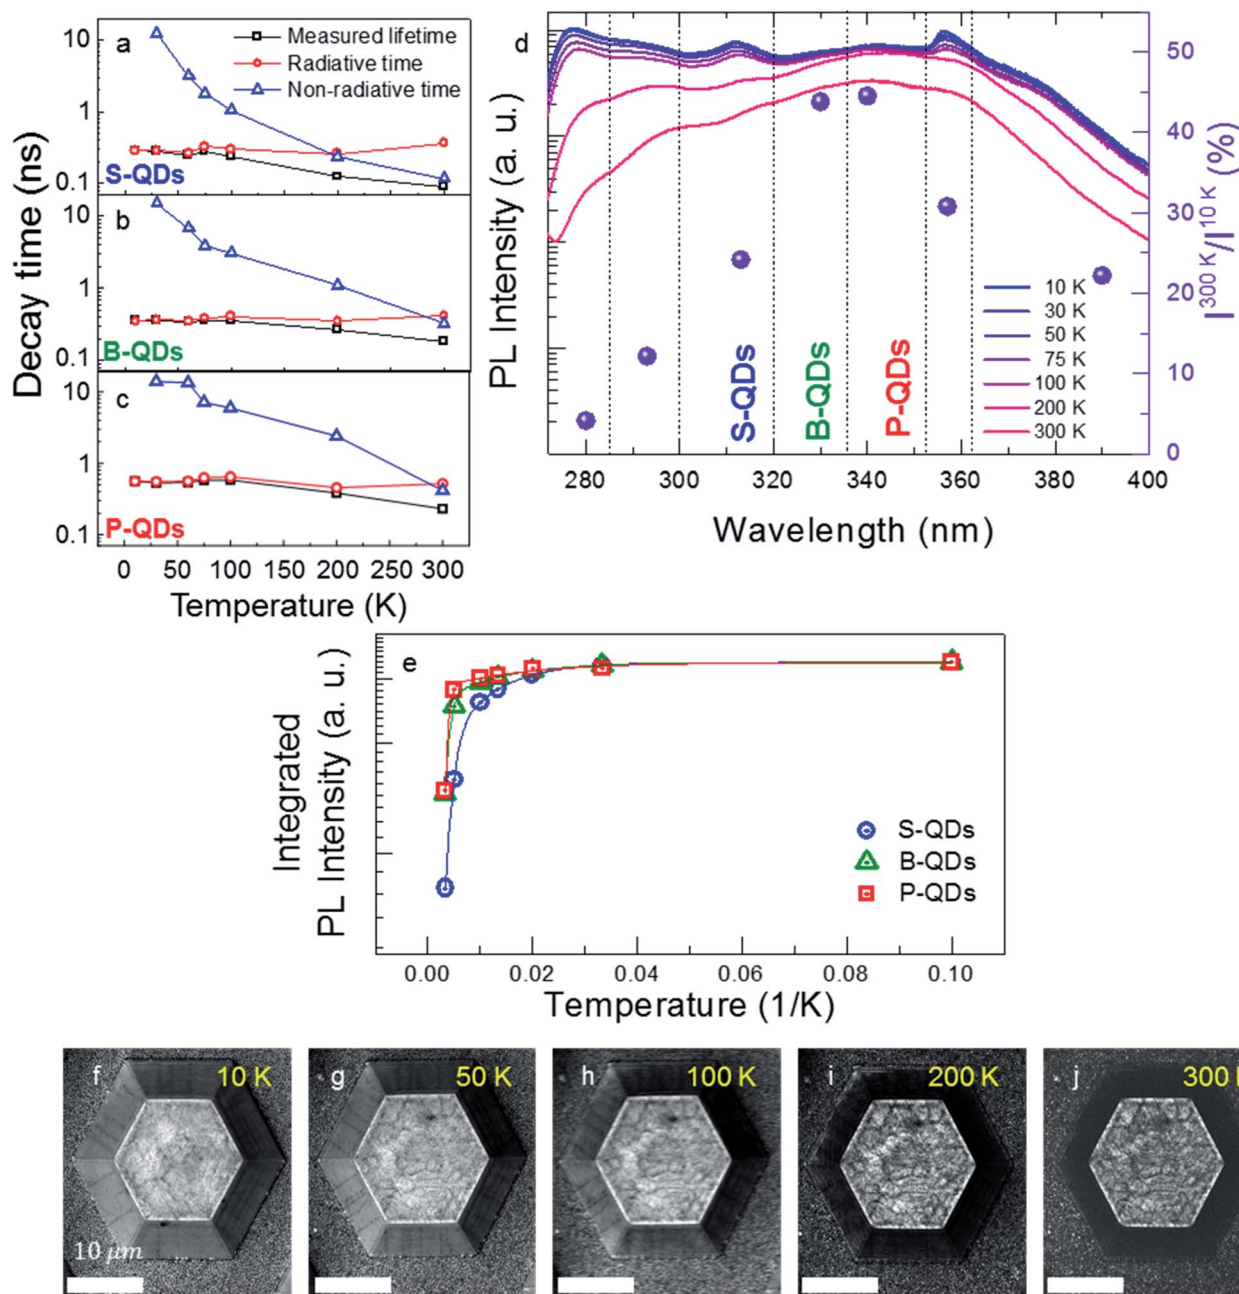 a
Measured lifetime
Radiative time
Non-radiative time
S-QDs
b
B-QDs
c
P-QDs
10
1
0.1
10
1
0.1
10
1
0.1
Decay time (ns)
0 50 100 150 200 250 300
Temperature (K)
d
PL Intensity (a. u.)
S-QDs
B-QDs
P-QDs
10 K
30 K
50 K
75 K
100 K
200 K
300 K
50
40
30
20
10
0
I300 K/I10 K (%)
280 300 320 340 360 380 400
Wavelength (nm)
e
Integrated
PL Intensity (a. u.)
S-QDs
B-QDs
P-QDs
0.00 0.02 0.04 0.06 0.08 0.10
Temperature (1/K)
f 10 K
10 μm
g 50 K
h 100 K
i 200 K
j 300